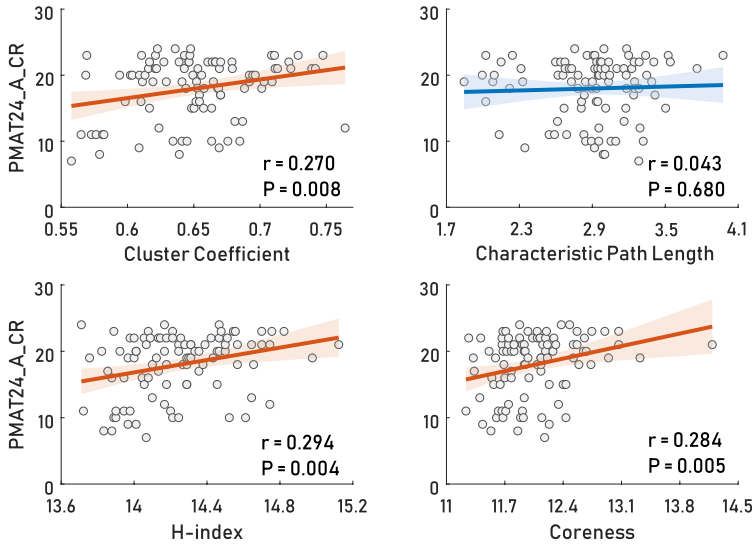 30
20
10
0
PMAT24_A_CR
r = 0.270
P = 0.008
0.55 0.6 0.65 0.7 0.75
Cluster Coefficient
30
20
10
0
r = 0.043
P = 0.680
1.7 2.3 2.9 3.5 4.1
Characteristic Path Length
30
20
10
0
PMAT24_A_CR
r = 0.294
P = 0.004
13.6 14 14.4 14.8 15.2
H-index
30
20
10
0
r = 0.284
P = 0.005
11 11.7 12.4 13.1 13.8 14.5
Coreness